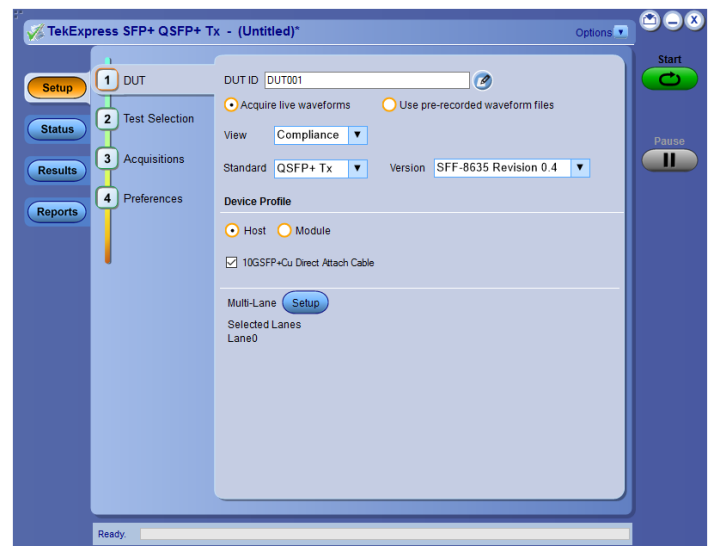 TekExpress SFP+ QSFP+ Tx - (Untitled)*
Options
Start
Pause
Setup
Status
Results
Reports
1 DUT
2 Test Selection
3 Acquisitions
4 Preferences
DUT ID DUT001
Acquire live waveforms Use pre-recorded waveform files
View Compliance
Standard QSFP+ Tx Version SFF-8635 Revision 0.4
Device Profile
Host Module
10GSFP+Cu Direct Attach Cable
Multi-Lane Setup
Selected Lanes
Lane0
Ready.